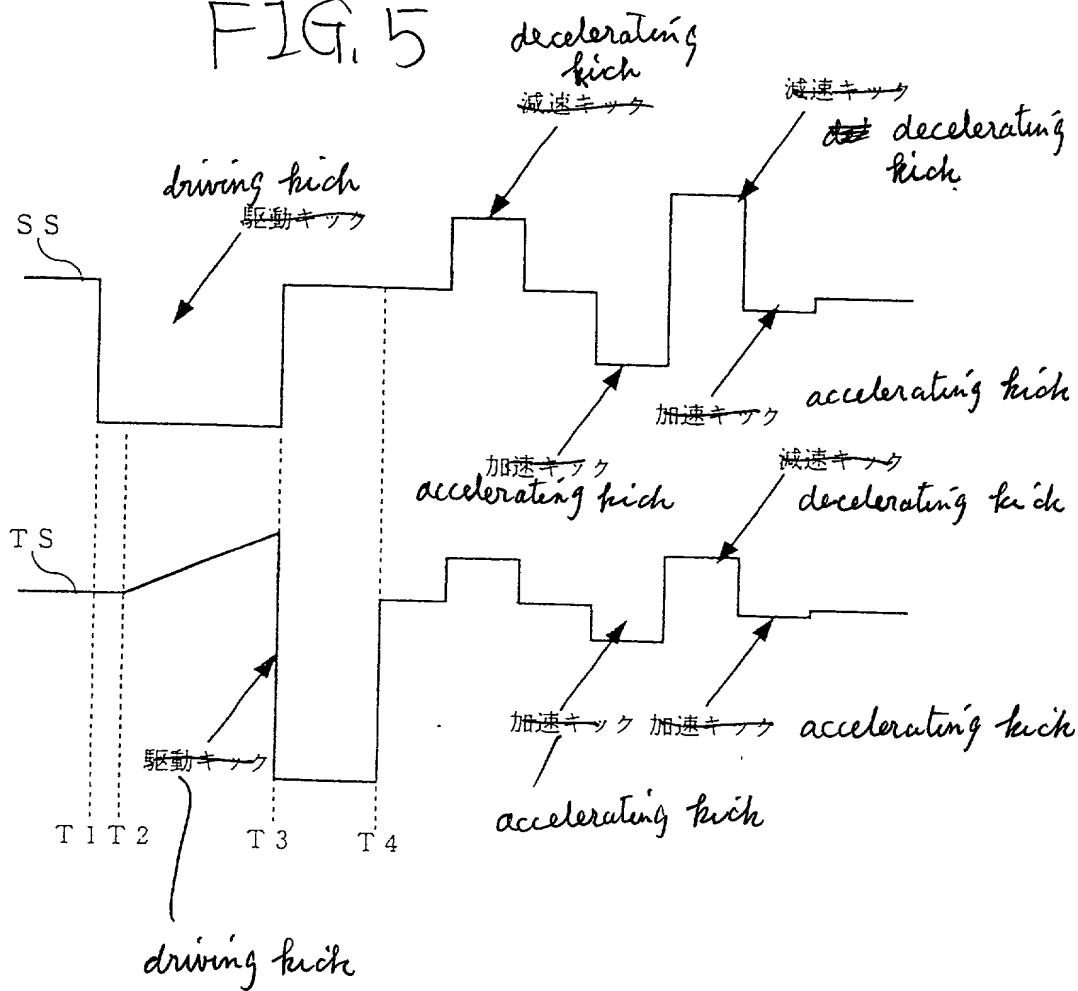 FIG. 5
decelerating
kick
減速キック
減速キック
decelerating
kick
driving kick
駆動キック
SS
加速キック
accelerating kick
加速キック
accelerating kick
減速キック
decelerating kick
TS
加速キック
加速キック
accelerating kick
駆動キック
accelerating kick
T1
T2
T3
T4
driving kick